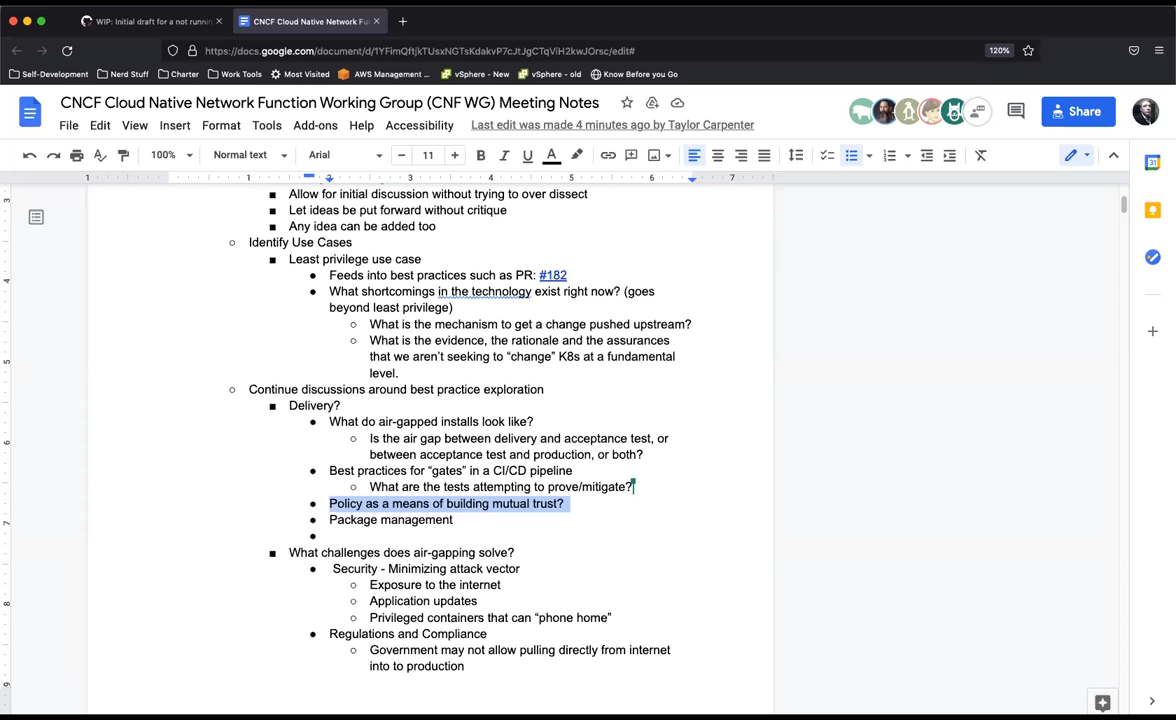 WIP: Initial draft for a not runnin
CNCF Cloud Native Network Fu
https://docs.google.com/document/d/1YFimQftjkTUsxNGTsKdakvP7cJtJgCTqViH2kwJOrsc/edit#
120%
Self-Development
Nerd Stuff
Charter
Work Tools
Most Visited
AWS Management ...
vSphere - New
vSphere - old
Know Before you Go
CNCF Cloud Native Network Function Working Group (CNF WG) Meeting Notes
Share
File Edit View Insert Format Tools Add-ons Help Accessibility
Last edit was made 4 minutes ago by Taylor Carpenter
100% Normal text Arial 11
1 1 2 3 4 5 6 7
Allow for initial discussion without trying to over dissect
Let ideas be put forward without critique
Any idea can be added too
Identify Use Cases
Least privilege use case
Feeds into best practices such as PR: #182
What shortcomings in the technology exist right now? (goes
beyond least privilege)
What is the mechanism to get a change pushed upstream?
What is the evidence, the rationale and the assurances
that we aren't seeking to “change” K8s at a fundamental
level.
Continue discussions around best practice exploration
Delivery?
What do air-gapped installs look like?
Is the air gap between delivery and acceptance test, or
between acceptance test and production, or both?
Best practices for “gates” in a CI/CD pipeline
What are the tests attempting to prove/mitigate?
Policy as a means of building mutual trust?
Package management
What challenges does air-gapping solve?
Security - Minimizing attack vector
Exposure to the internet
Application updates
Privileged containers that can “phone home”
Regulations and Compliance
Government may not allow pulling directly from internet
into to production